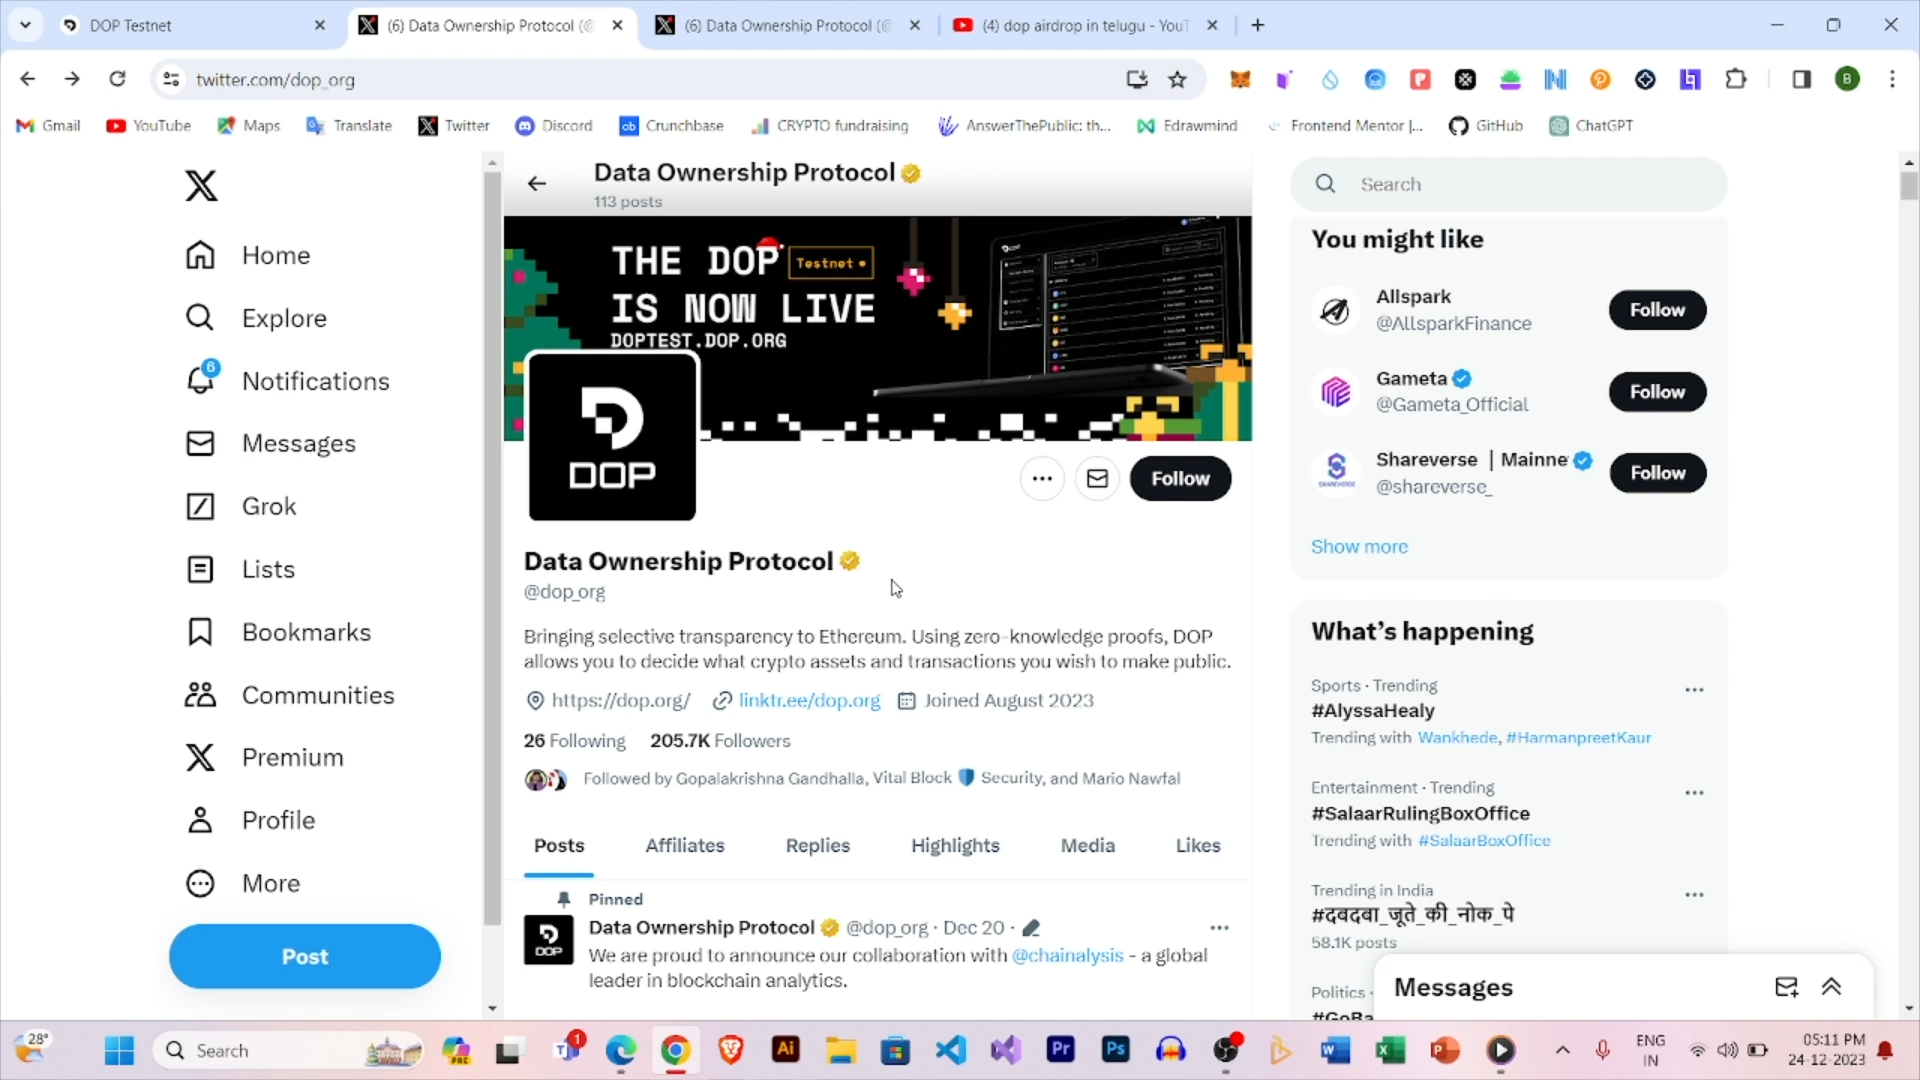 DOP Testnet
(6) Data Ownership Protocol (@
(6) Data Ownership Protocol (@
(4) dop airdrop in telugu - YouT
twitter.com/dop_org
B
Gmail
YouTube
Maps
Translate
Twitter
Discord
Crunchbase
CRYPTO fundraising
AnswerThePublic: th...
Edrawmind
Frontend Mentor |...
GitHub
ChatGPT
Home
Explore
6
Notifications
Messages
Grok
Lists
Bookmarks
Communities
Premium
Profile
More
Post
Data Ownership Protocol
113 posts
THE DOP Testnet
IS NOW LIVE
DOPTEST.DOP.ORG
DOP
Follow
Data Ownership Protocol
@dop_org
Bringing selective transparency to Ethereum. Using zero-knowledge proofs, DOP
allows you to decide what crypto assets and transactions you wish to make public.
https://dop.org/ linktr.ee/dop.org Joined August 2023
26 Following 205.7K Followers
Followed by Gopalakrishna Gandhalla, Vital Block Security, and Mario Nawfal
Posts Affiliates Replies Highlights Media Likes
Pinned
DOP
Data Ownership Protocol @dop_org · Dec 20 ·
We are proud to announce our collaboration with @chainalysis - a global
leader in blockchain analytics.
Search
You might like
Allspark
@AllsparkFinance
Follow
Gameta
@Gameta_Official
Follow
Shareverse | Mainne
@shareverse_
Follow
Show more
What's happening
Sports · Trending
#AlyssaHealy
Trending with Wankhede, #HarmanpreetKaur
Entertainment · Trending
#SalaarRulingBoxOffice
Trending with #SalaarBoxOffice
Trending in India
#दबदबा_जूते_की_नोक_पे
58.1K posts
Politics ·
#GoBa
Messages
28°
Search
PRE
1
Ai
Pr
Ps
ENG
IN
05:11 PM
24-12-2023